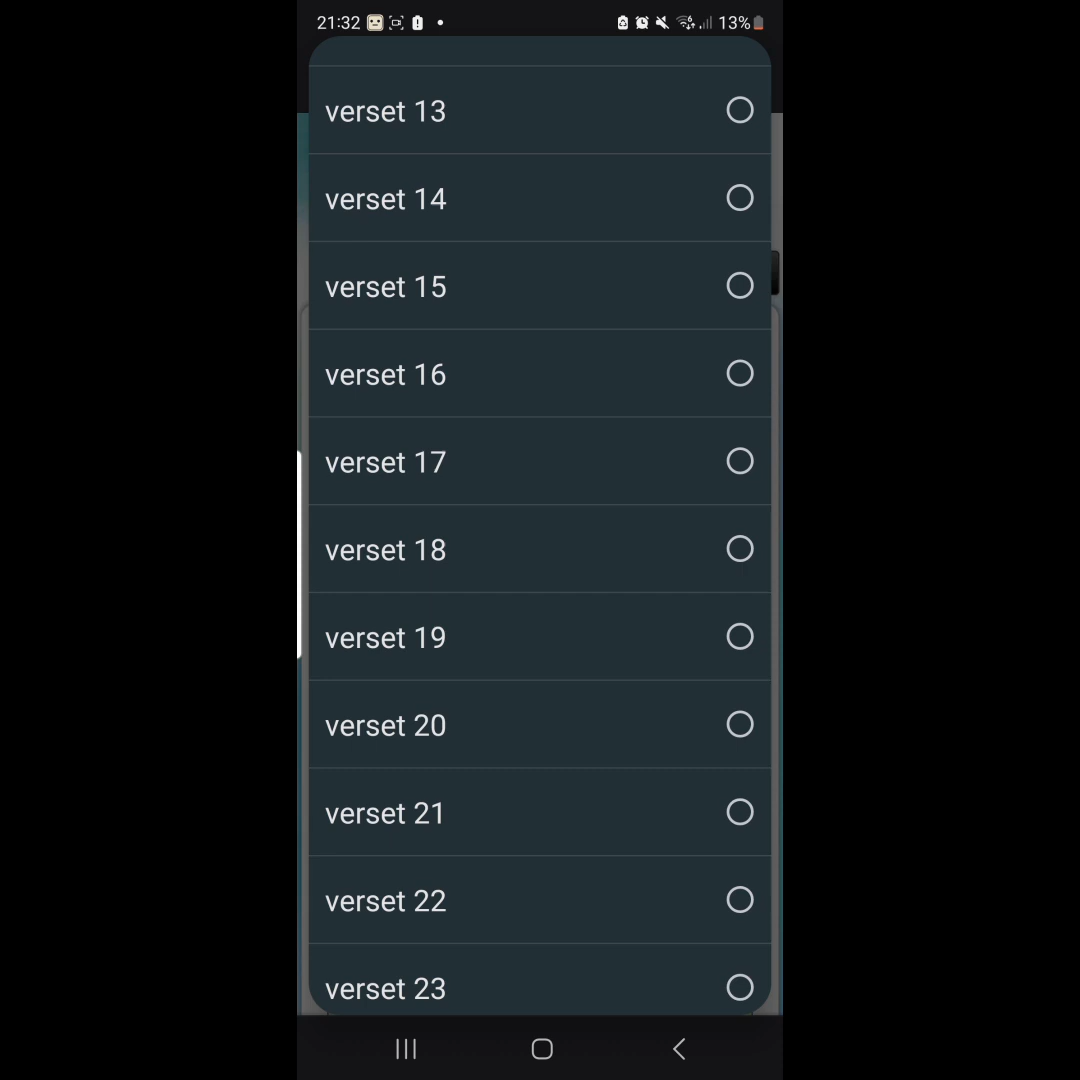 21:32 13%
verset 13
verset 14
verset 15
verset 16
verset 17
verset 18
verset 19
verset 20
verset 21
verset 22
verset 23